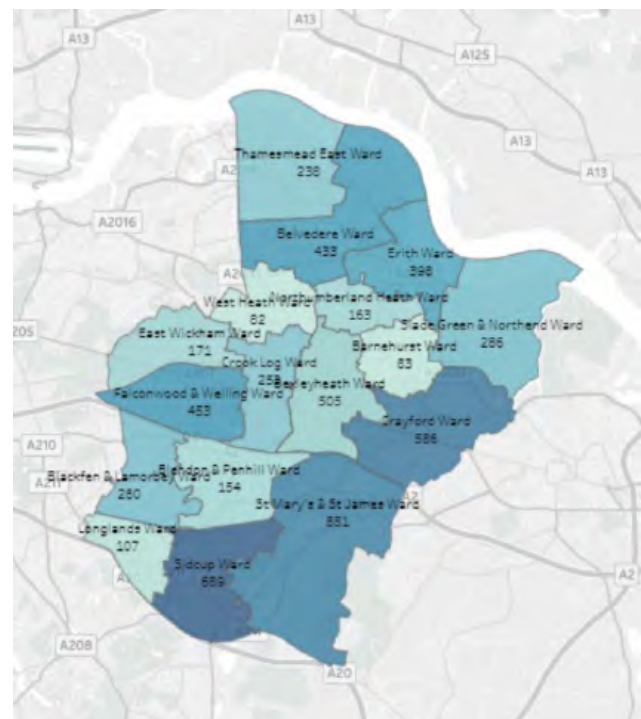 A13
A13
A125
A13
A13
Thamesmead East Ward
238
A2016
Belvedere Ward
433
Erith Ward
398
Northumberland Heath Ward
163
West Heath Ward
82
Slade Green & Northend Ward
286
East Wickham Ward
171
Barnehurst Ward
83
Crook Log Ward
Bexleyheath Ward
505
Falconwood & Welling Ward
453
Crayford Ward
586
A210
Blendon & Penhill Ward
154
Blackfen & Lamorbey Ward
280
St Mary's & St James Ward
881
Longlands Ward
107
Sidcup Ward
689
A2
A208
A20